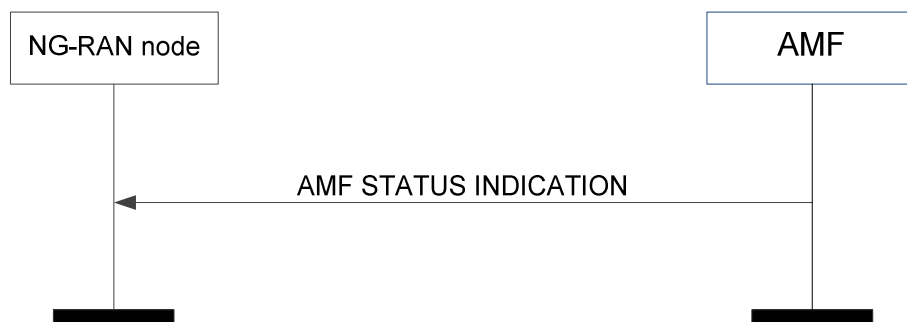 NG-RAN node
AMF
AMF STATUS INDICATION